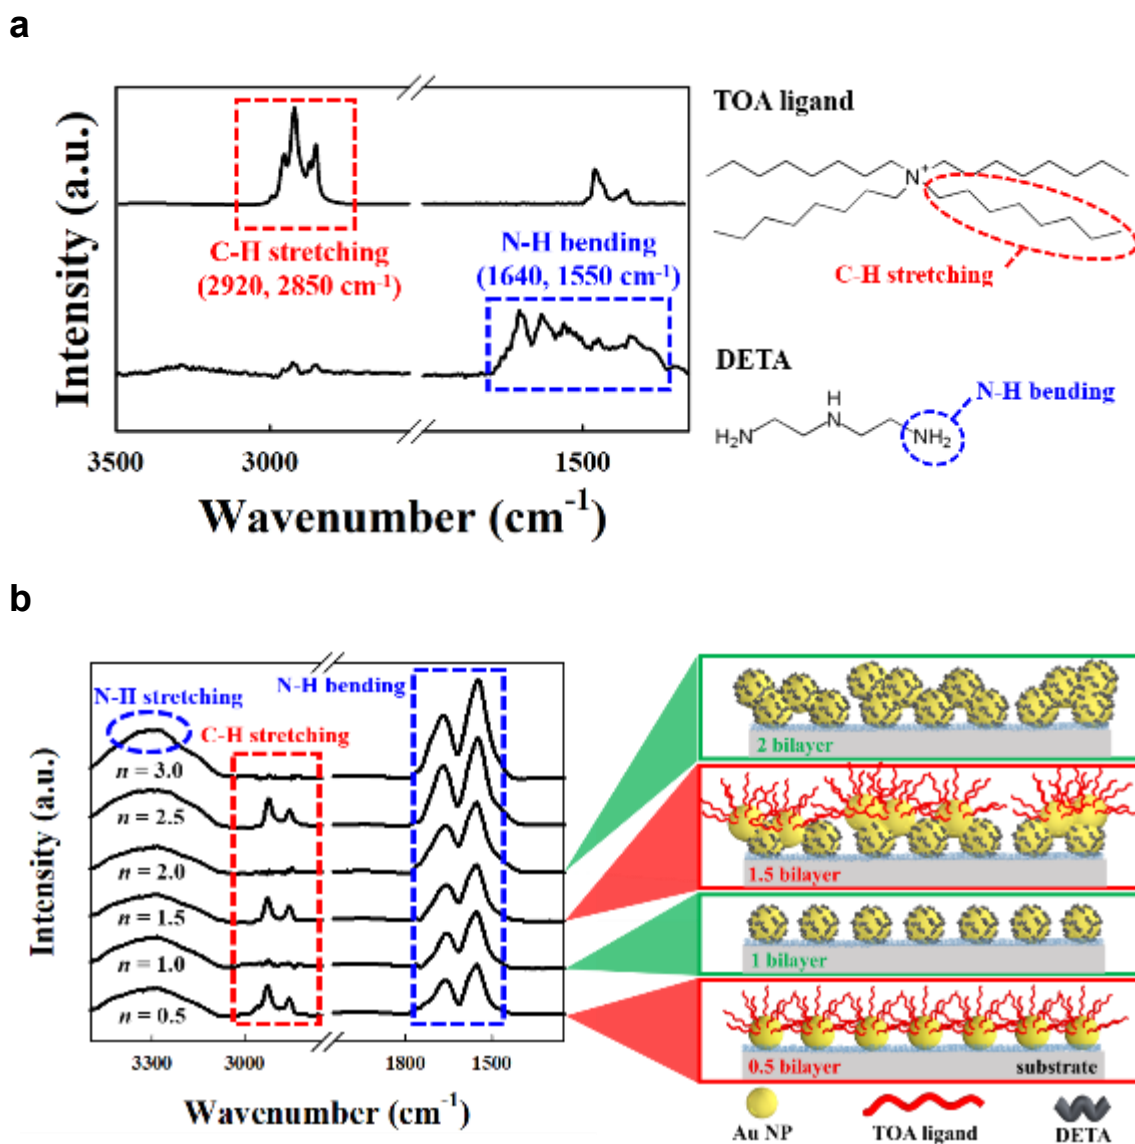 a
Intensity (a.u.)
C-H stretching
(2920, 2850 cm⁻¹)
N-H bending
(1640, 1550 cm⁻¹)
3500
3000
1500
Wavenumber (cm⁻¹)
TOA ligand
N⁺
C-H stretching
DETA
N-H bending
H₂N
H
N
NH₂
b
Intensity (a.u.)
N-H stretching
N-H bending
C-H stretching
n = 3.0
n = 2.5
n = 2.0
n = 1.5
n = 1.0
n = 0.5
3300
3000
1800
1500
Wavenumber (cm⁻¹)
2 bilayer
1.5 bilayer
1 bilayer
0.5 bilayer
substrate
Au NP
TOA ligand
DETA